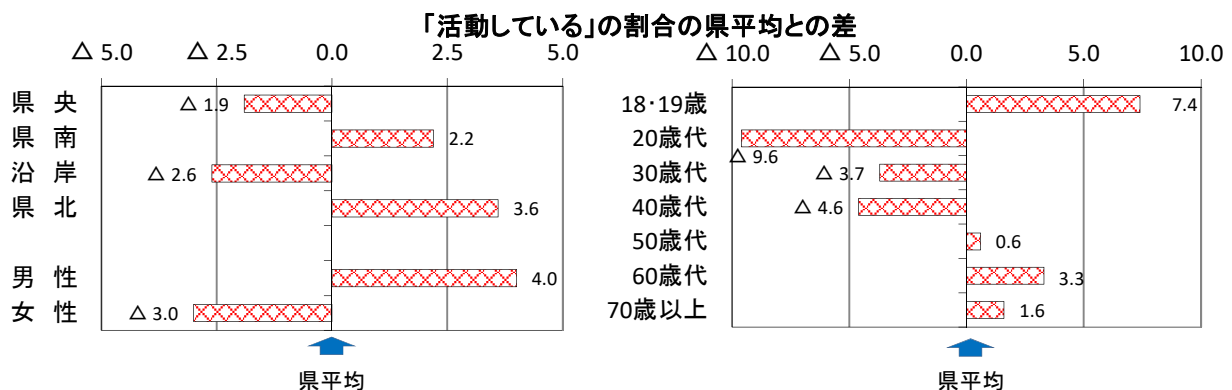 「活動している」の割合の県平均との差
△ 5.0 △ 2.5 0.0 2.5 5.0
県 央 △ 1.9
県 南 2.2
沿 岸 △ 2.6
県 北 3.6
男 性 4.0
女 性 △ 3.0
県平均
△ 10.0 △ 5.0 0.0 5.0 10.0
18･19歳 7.4
20歳代 △ 9.6
30歳代 △ 3.7
40歳代 △ 4.6
50歳代 0.6
60歳代 3.3
70歳以上 1.6
県平均